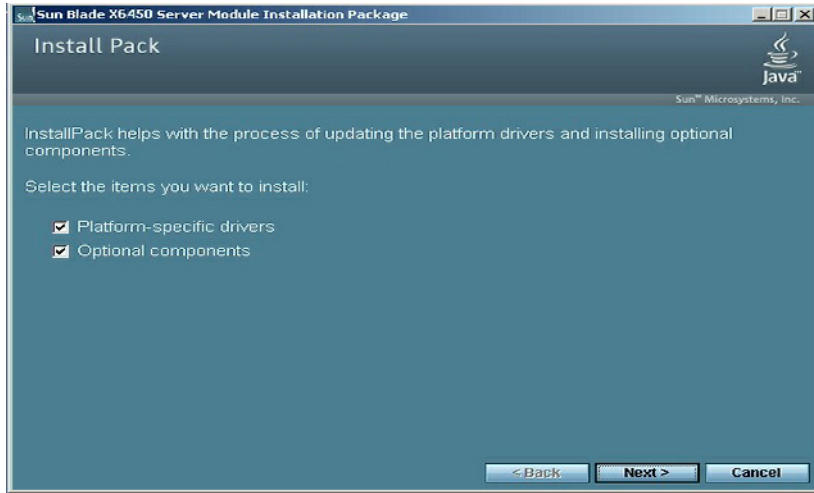 Sun Blade X6450 Server Module Installation Package
Install Pack
Java™
Sun™ Microsystems, Inc.
InstallPack helps with the process of updating the platform drivers and installing optional
components.
Select the items you want to install:
Platform-specific drivers
Optional components
< Back
Next >
Cancel